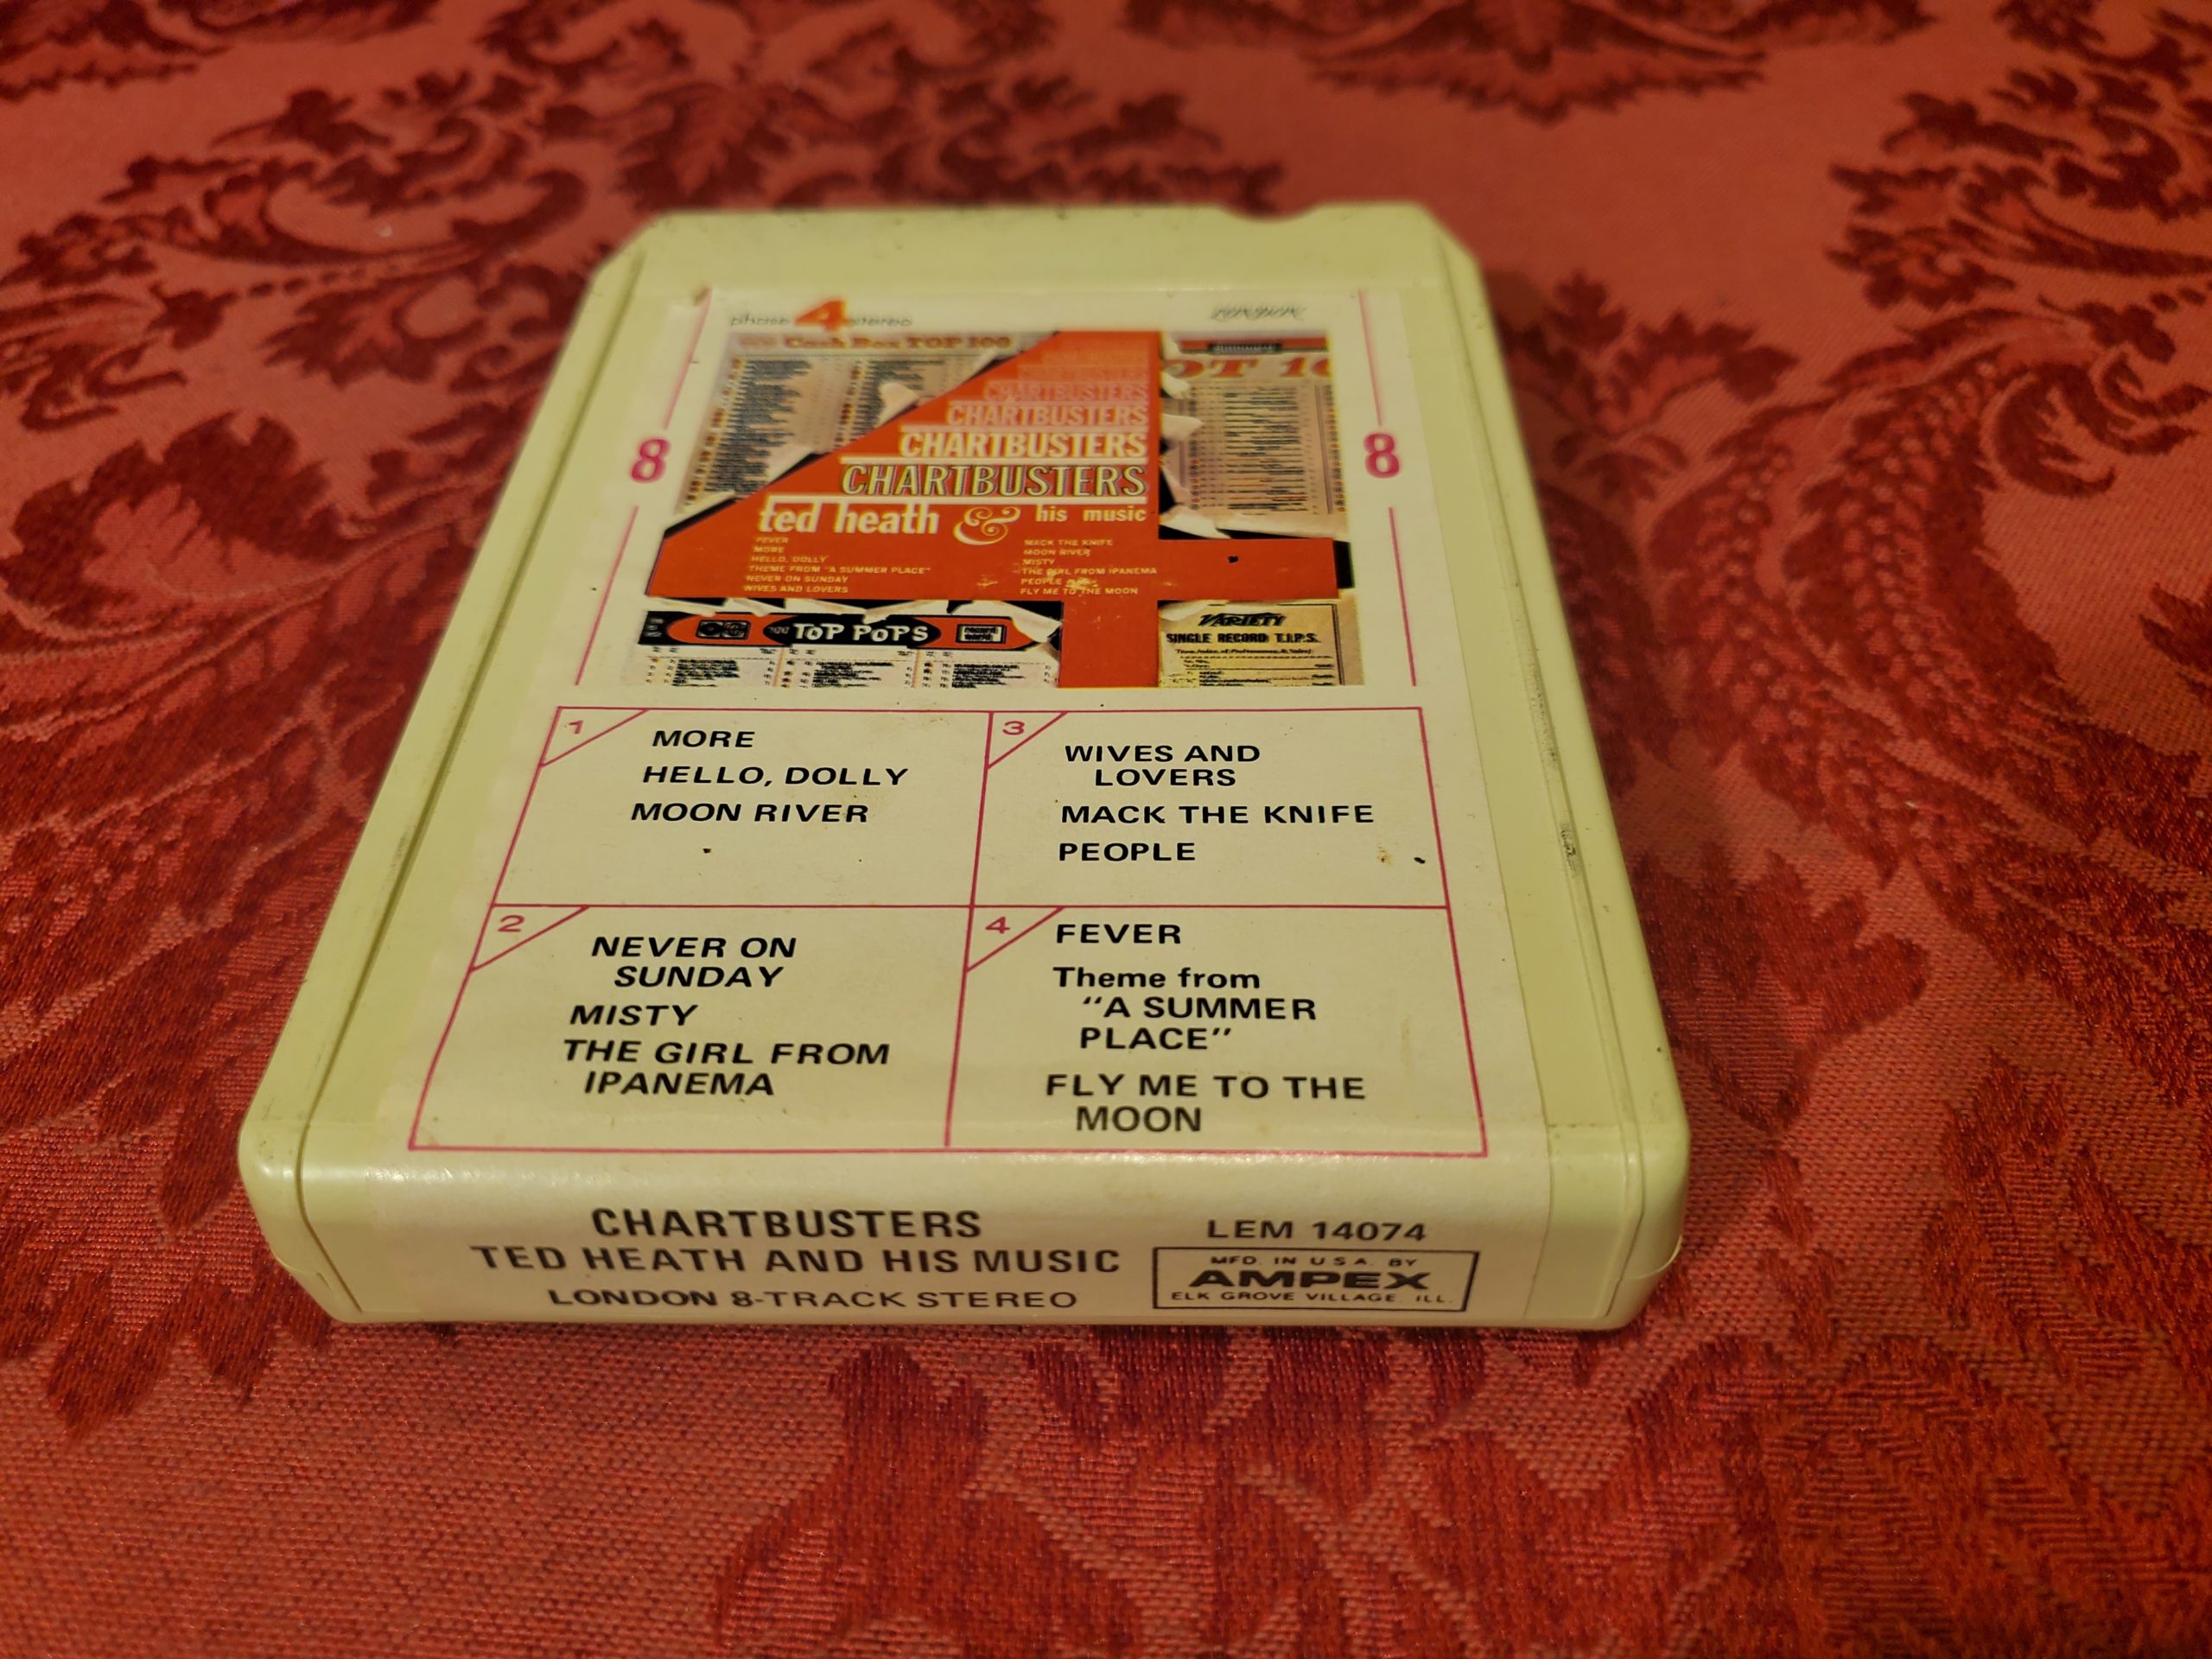 phase 4 stereo
LONDON
Cash Box TOP 100
OT 10
CHARTBUSTERS
CHARTBUSTERS
CHARTBUSTERS
CHARTBUSTERS
ted heath & his music
FEVER
MORE
HELLO, DOLLY
THEME FROM "A SUMMER PLACE"
NEVER ON SUNDAY
WIVES AND LOVERS
MACK THE KNIFE
MOON RIVER
MISTY
THE GIRL FROM IPANEMA
PEOPLE
FLY ME TO THE MOON
8
8
TOP POPS
VARIETY
SINGLE RECORD T.I.P.S.
1
MORE
HELLO, DOLLY
MOON RIVER
2
NEVER ON
SUNDAY
MISTY
THE GIRL FROM
IPANEMA
3
WIVES AND
LOVERS
MACK THE KNIFE
PEOPLE
4
FEVER
Theme from
"A SUMMER
PLACE"
FLY ME TO THE
MOON
CHARTBUSTERS
TED HEATH AND HIS MUSIC
LONDON 8-TRACK STEREO
LEM 14074
MFD. IN U.S.A. BY
AMPEX
ELK GROVE VILLAGE, ILL.